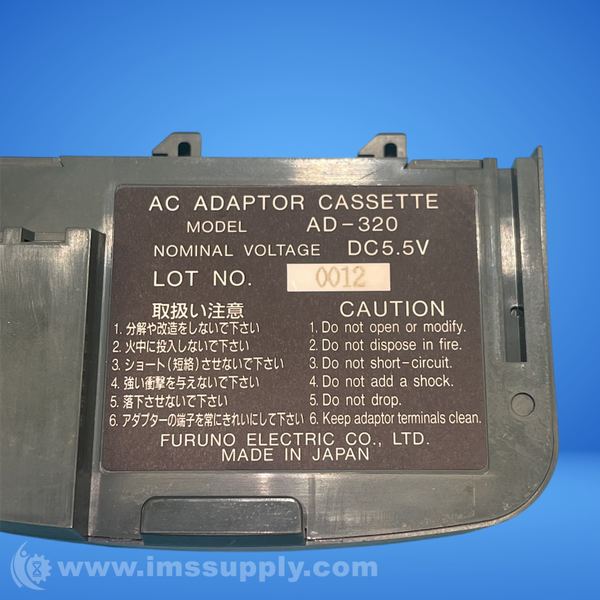 AC ADAPTOR CASSETTE
MODEL AD-320
NOMINAL VOLTAGE DC5.5V
LOT NO. 0012
取扱い注意
1. 分解や改造をしないで下さい
2. 火中に投入しないで下さい
3. ショート(短絡)させないで下さい
4. 強い衝撃を与えないで下さい
5. 落下させないで下さい
6. アダプターの端子を常にきれいにして下さい
CAUTION
1. Do not open or modify.
2. Do not dispose in fire.
3. Do not short-circuit.
4. Do not add a shock.
5. Do not drop.
6. Keep adaptor terminals clean.
FURUNO ELECTRIC CO., LTD.
MADE IN JAPAN
www.imssupply.com